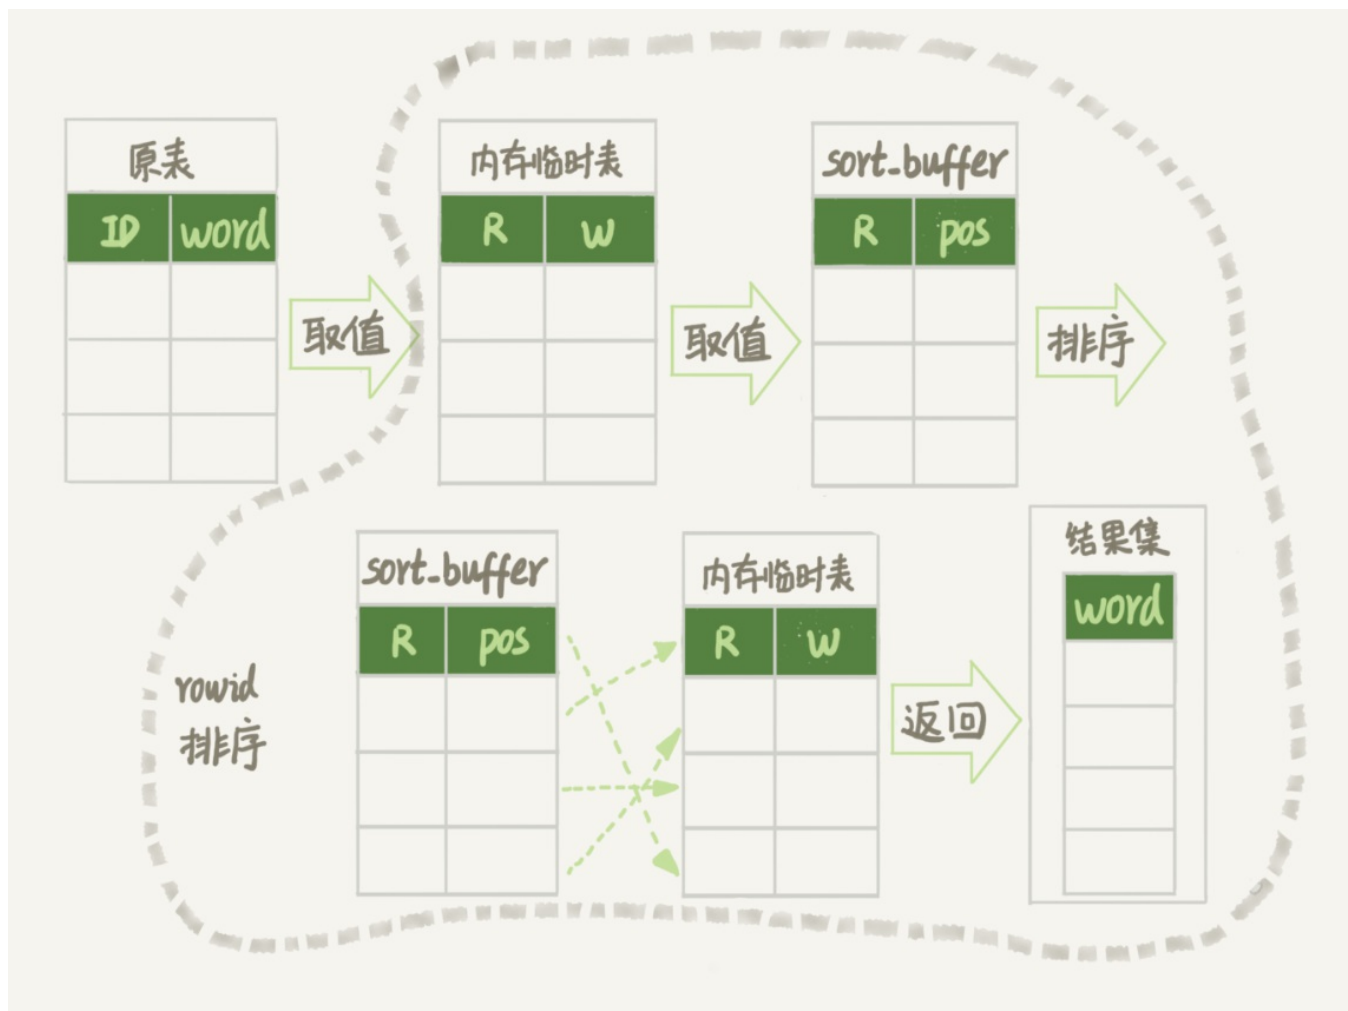 原表
ID word
取值
内存临时表
R W
取值
sort_buffer
R pos
排序
rowid
排序
sort_buffer
R pos
内存临时表
R W
返回
结果集
word